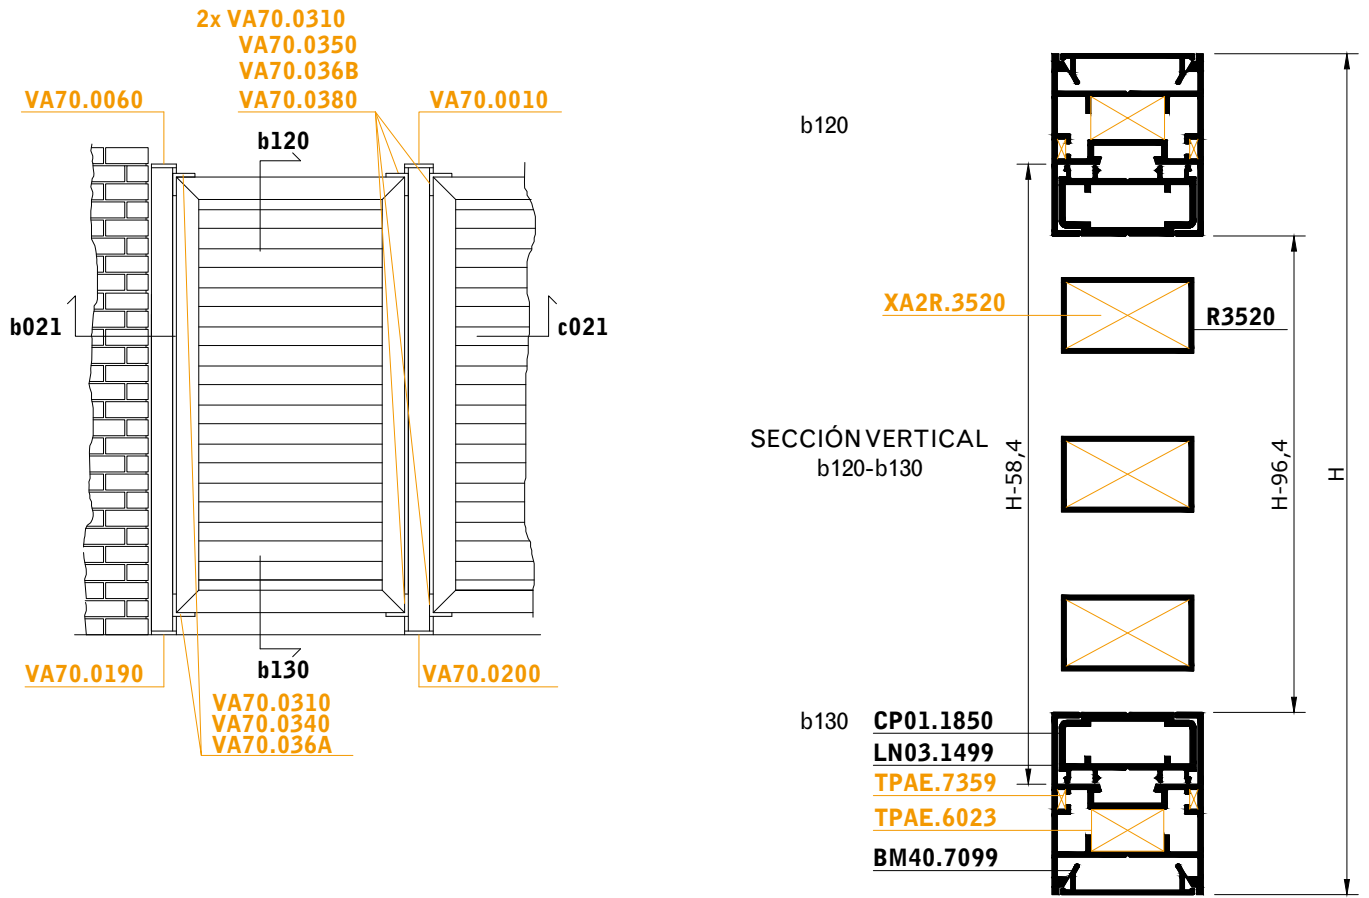 2x VA70.0310
VA70.0350
VA70.036B
VA70.0380
VA70.0060
VA70.0010
b120
b021
c021
b130
VA70.0190
VA70.0200
VA70.0310
VA70.0340
VA70.036A
b120
XA2R.3520
R3520
SECCIÓN VERTICAL
b120-b130
H-58,4
H-96,4
H
b130
CP01.1850
LN03.1499
TPAE.7359
TPAE.6023
BM40.7099